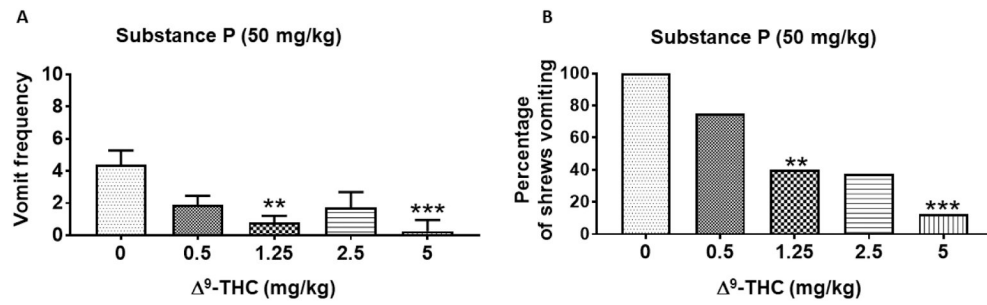 A
Substance P (50 mg/kg)
Vomit frequency
10
8
6
4
2
0
**
***
0 0.5 1.25 2.5 5
Δ⁹-THC (mg/kg)
B
Substance P (50 mg/kg)
Percentage
of shrews vomiting
100
80
60
40
20
0
**
***
0 0.5 1.25 2.5 5
Δ⁹-THC (mg/kg)